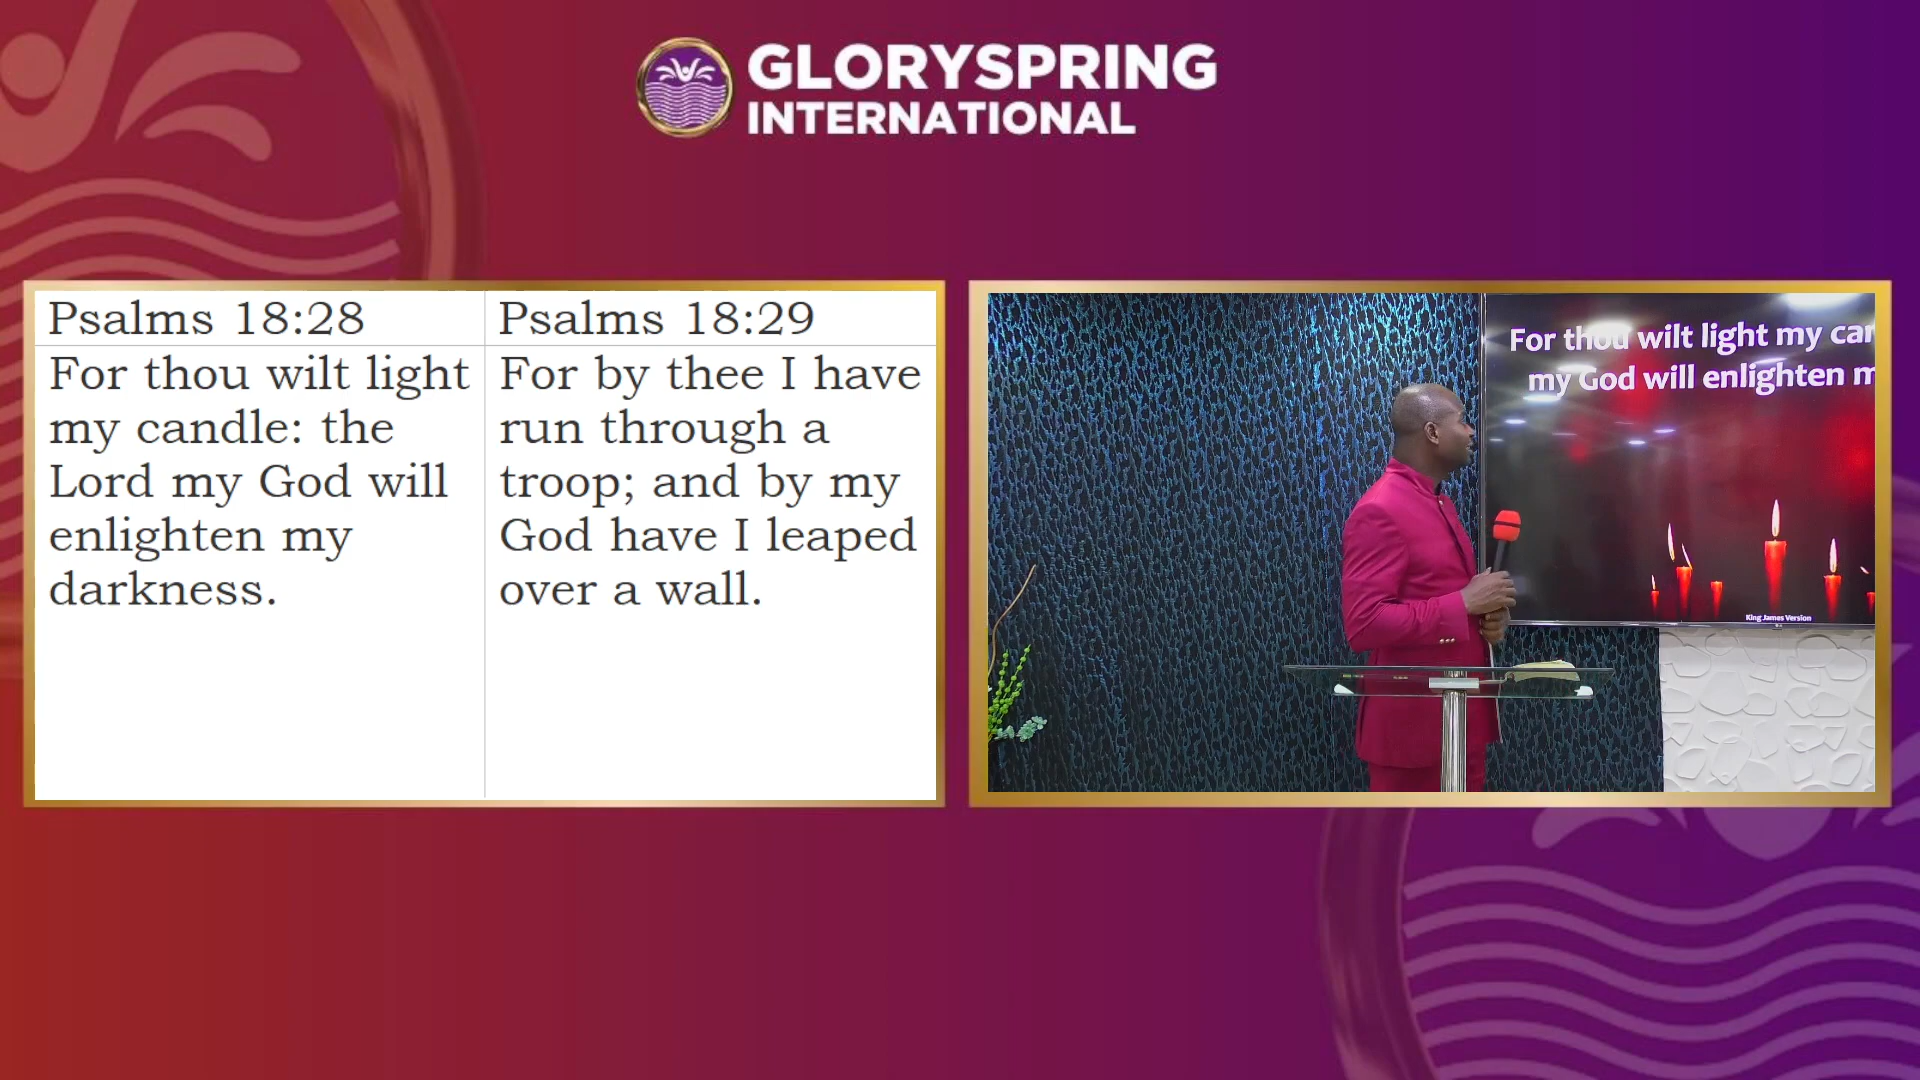 GLORYSPRING
INTERNATIONAL
Psalms 18:28
For thou wilt light
my candle: the
Lord my God will
enlighten my
darkness.
Psalms 18:29
For by thee I have
run through a
troop; and by my
God have I leaped
over a wall.
For thou wilt light my
my God will enlighten
King James Version